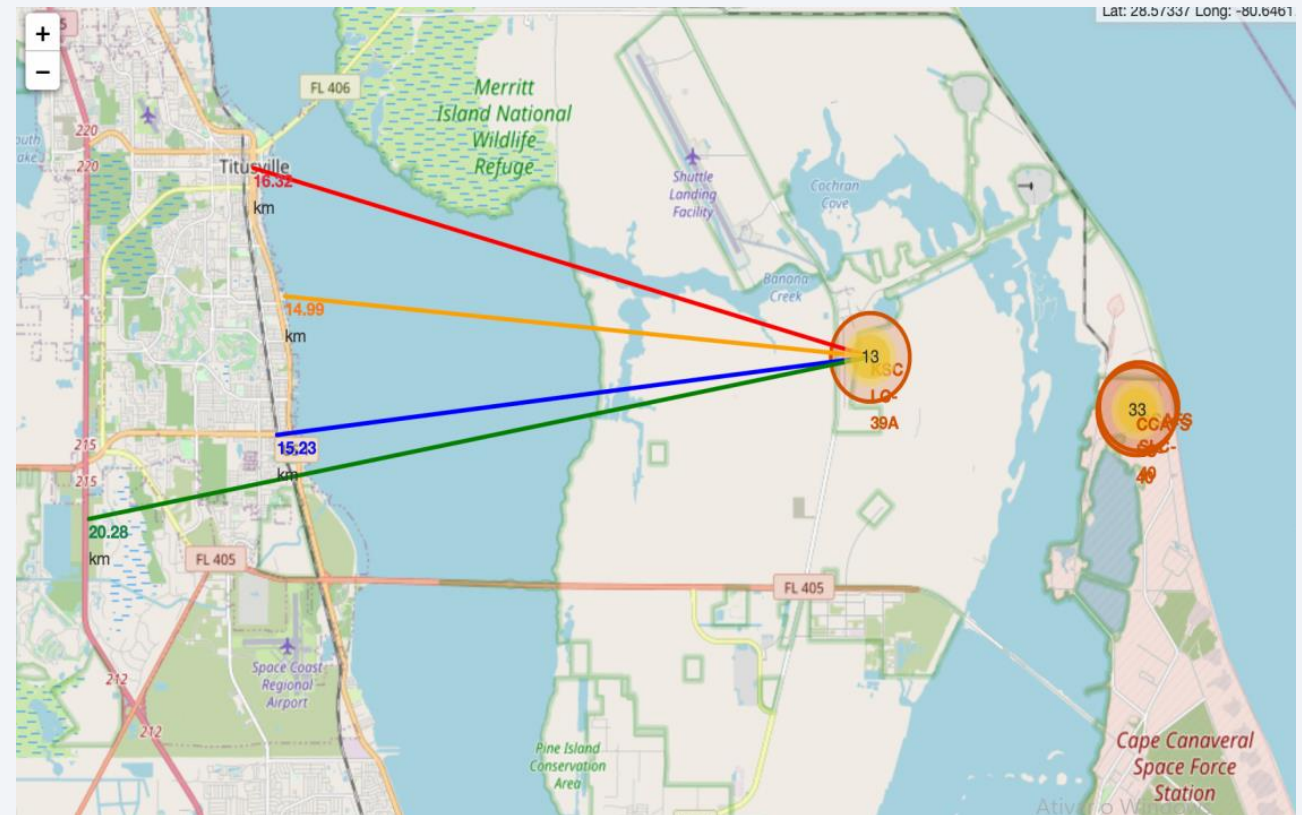 Lat: 28.57337 Long: -80.6461
+
−
5
FL 406
Merritt
Island National
Wildlife
Refuge
220
220
Titusville
16.32
km
Shuttle
Landing
Facility
Cochran
Cove
Banana
Creek
14.99
km
13
KSC
LC-
39A
33
CCAFS
SLC-
40
215
215
15.23
km
20.28
km
FL 405
FL 405
Space Coast
Regional
Airport
212
212
Pine Island
Conservation
Area
Cape Canaveral
Space Force
Station